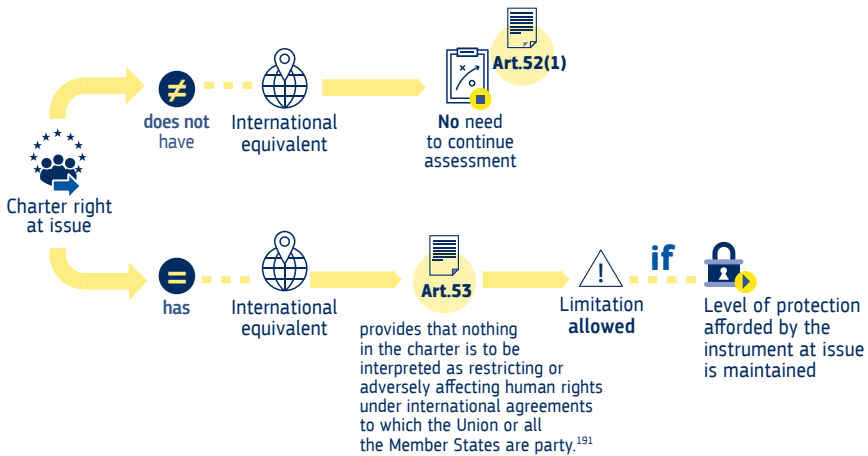 Charter right
at issue
≠
does not
have
International
equivalent
Art.52(1)
No need
to continue
assessment
=
has
International
equivalent
Art.53
provides that nothing
in the charter is to be
interpreted as restricting or
adversely affecting human rights
under international agreements
to which the Union or all
the Member States are party.191
!
Limitation
allowed
if
Level of protection
afforded by the
instrument at issue
is maintained